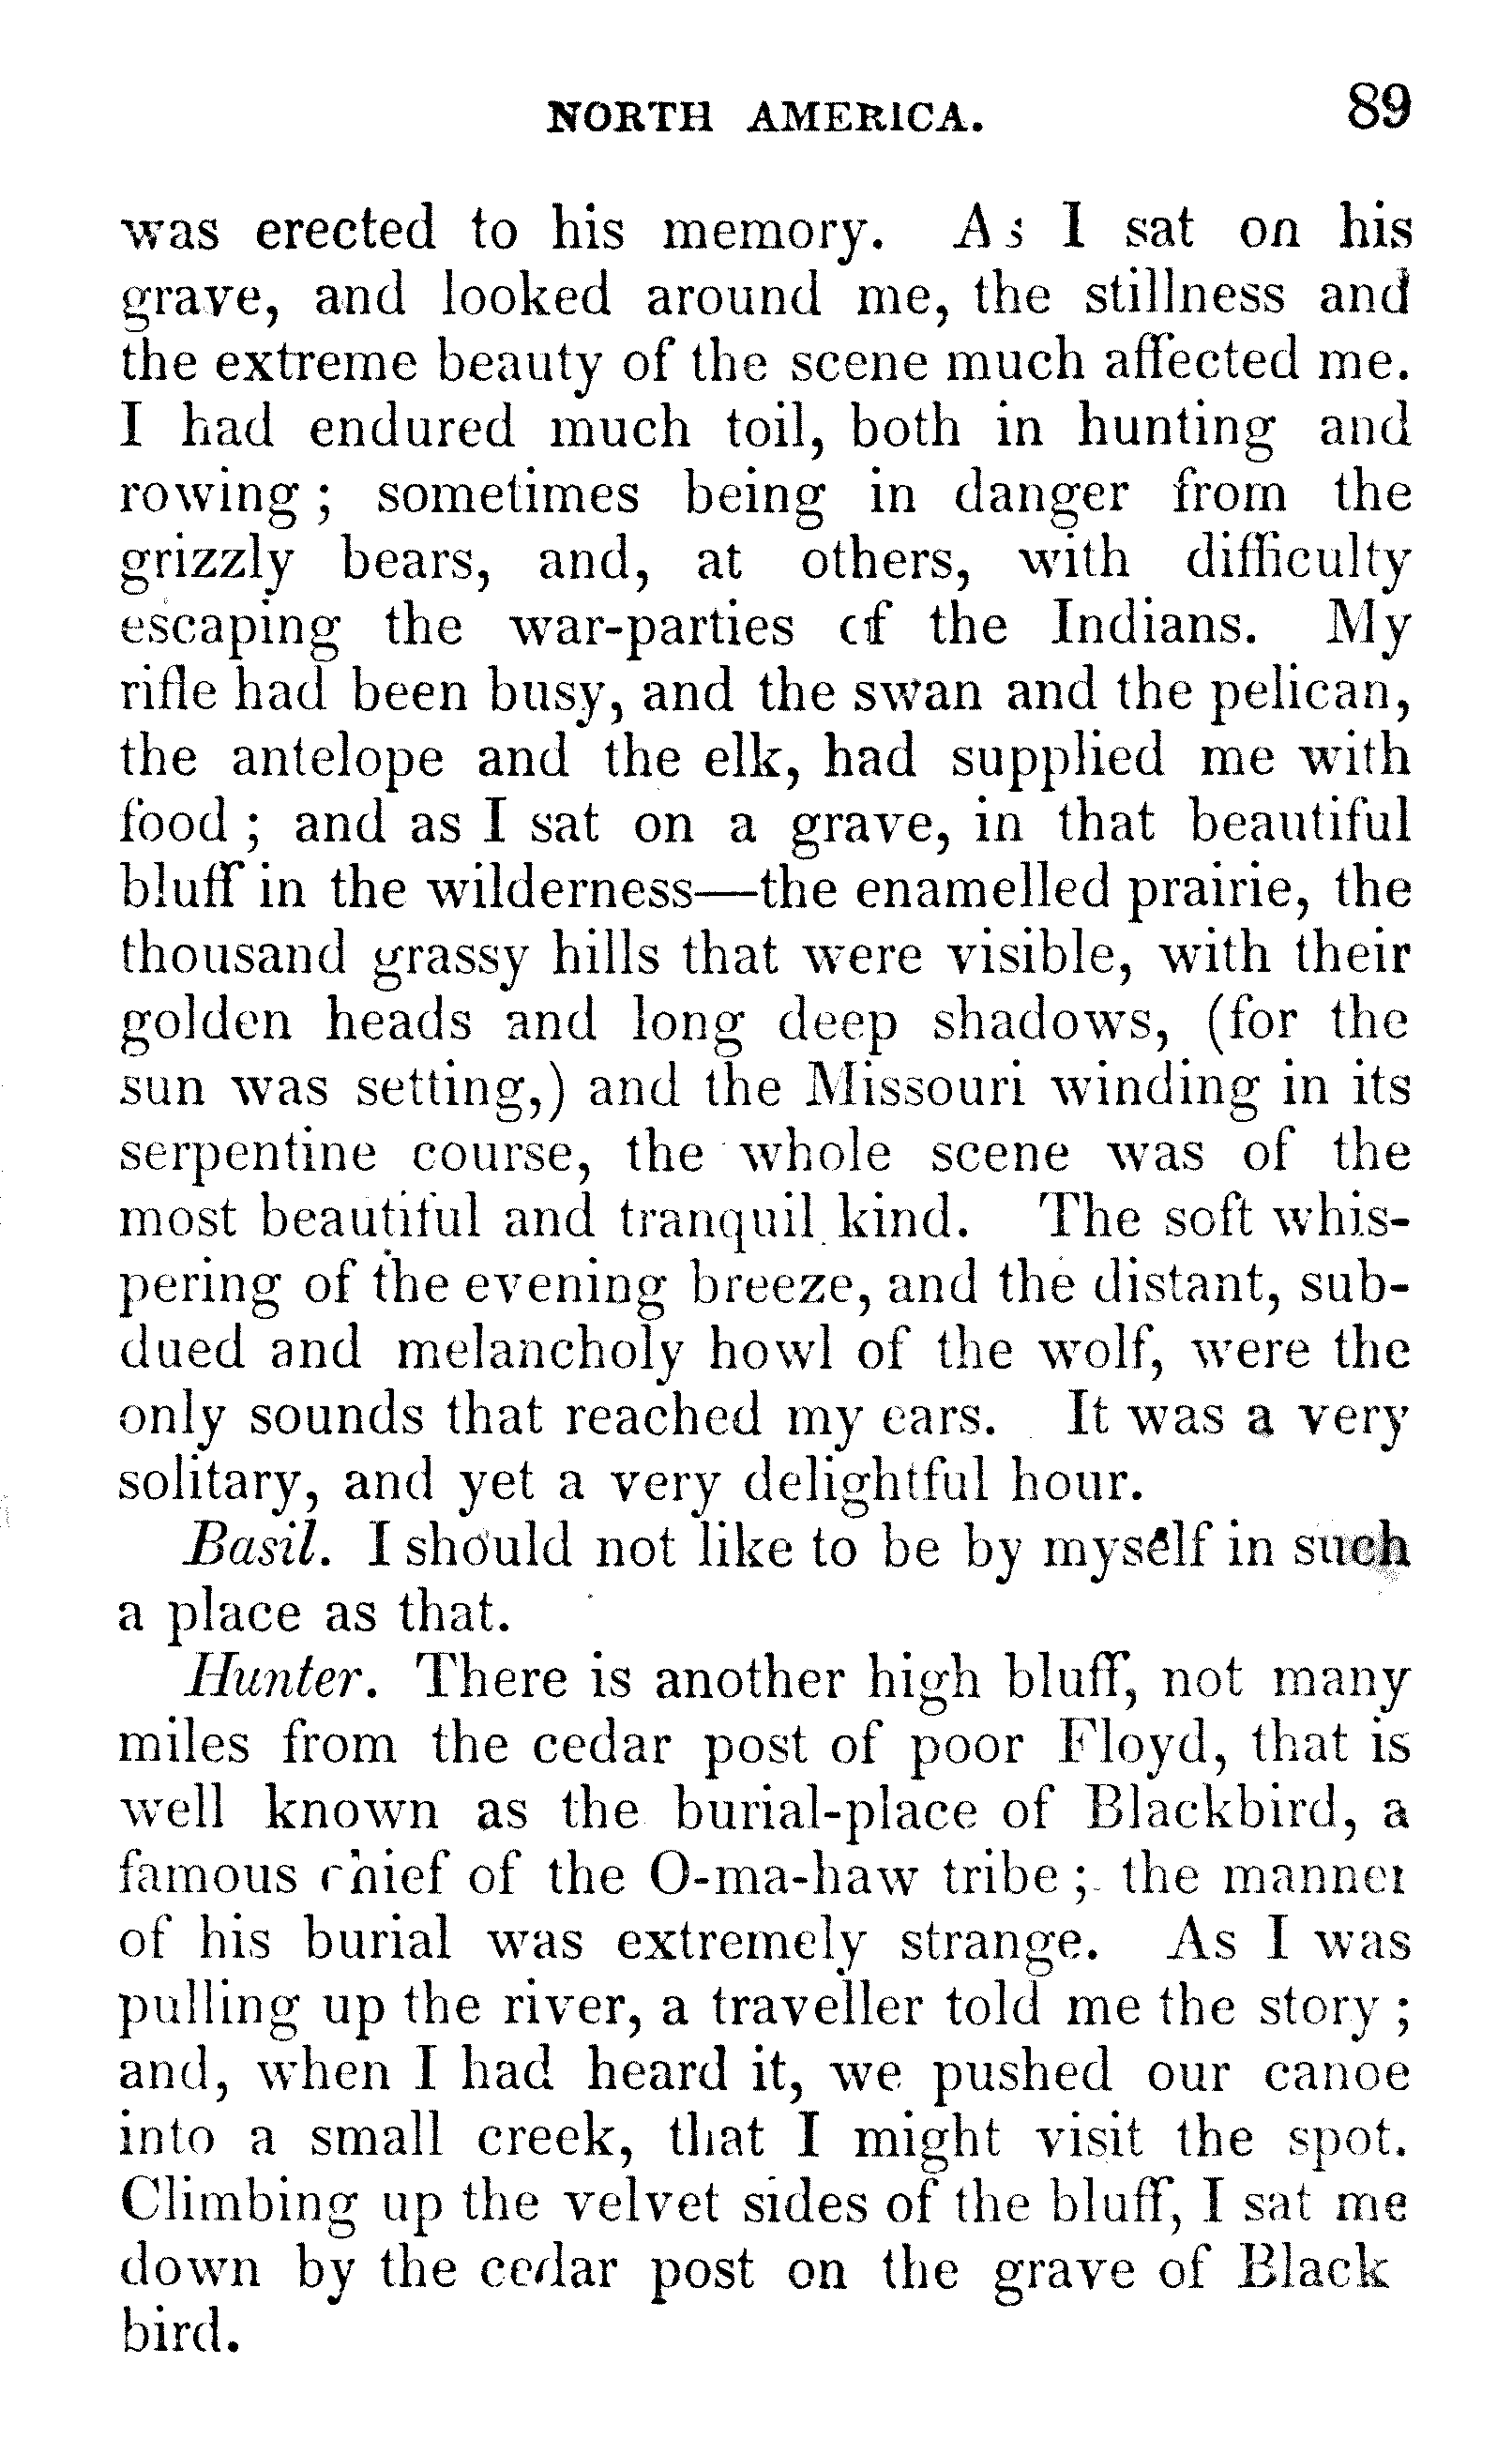 NORTH AMERICA. 89
was erected to his memory. As I sat on his
grave, and looked around me, the stillness and
the extreme beauty of the scene much affected me.
I had endured much toil, both in hunting and
rowing; sometimes being in danger from the
grizzly bears, and, at others, with difficulty
escaping the war-parties of the Indians. My
rifle had been busy, and the swan and the pelican,
the antelope and the elk, had supplied me with
food; and as I sat on a grave, in that beautiful
bluff in the wilderness—the enamelled prairie, the
thousand grassy hills that were visible, with their
golden heads and long deep shadows, (for the
sun was setting,) and the Missouri winding in its
serpentine course, the whole scene was of the
most beautiful and tranquil kind. The soft whis-
pering of the evening breeze, and the distant, sub-
dued and melancholy howl of the wolf, were the
only sounds that reached my ears. It was a very
solitary, and yet a very delightful hour.
Basil. I should not like to be by myself in such
a place as that.
Hunter. There is another high bluff, not many
miles from the cedar post of poor Floyd, that is
well known as the burial-place of Blackbird, a
famous chief of the O-ma-haw tribe; the manner
of his burial was extremely strange. As I was
pulling up the river, a traveller told me the story;
and, when I had heard it, we pushed our canoe
into a small creek, that I might visit the spot.
Climbing up the velvet sides of the bluff, I sat me
down by the cedar post on the grave of Black
bird.